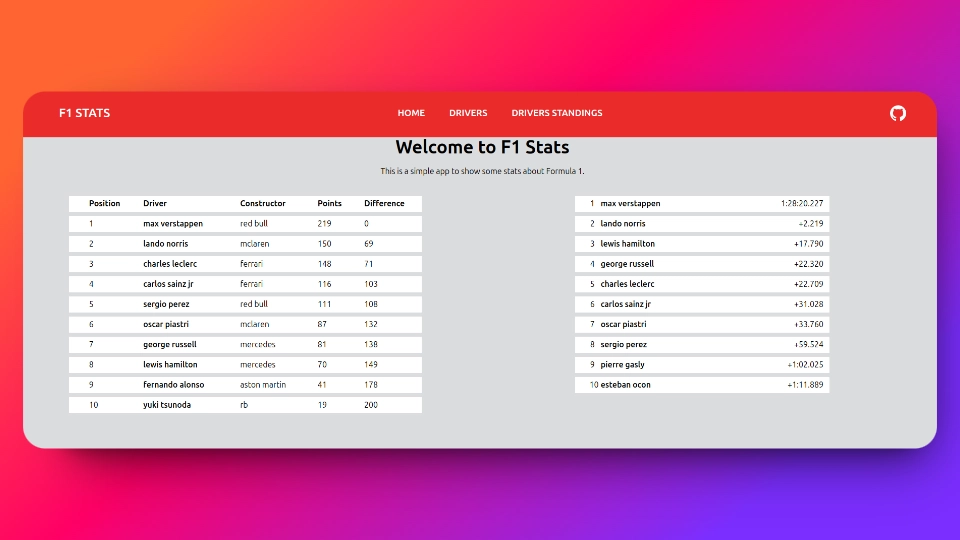 F1 STATS HOME DRIVERS DRIVERS STANDINGS
Welcome to F1 Stats
This is a simple app to show some stats about Formula 1.
Position Driver Constructor Points Difference
1 max verstappen red bull 219 0
2 lando norris mclaren 150 69
3 charles leclerc ferrari 148 71
4 carlos sainz jr ferrari 116 103
5 sergio perez red bull 111 108
6 oscar piastri mclaren 87 132
7 george russell mercedes 81 138
8 lewis hamilton mercedes 70 149
9 fernando alonso aston martin 41 178
10 yuki tsunoda rb 19 200
1 max verstappen 1:28:20.227
2 lando norris +2.219
3 lewis hamilton +17.790
4 george russell +22.320
5 charles leclerc +22.709
6 carlos sainz jr +31.028
7 oscar piastri +33.760
8 sergio perez +59.524
9 pierre gasly +1:02.025
10 esteban ocon +1:11.889